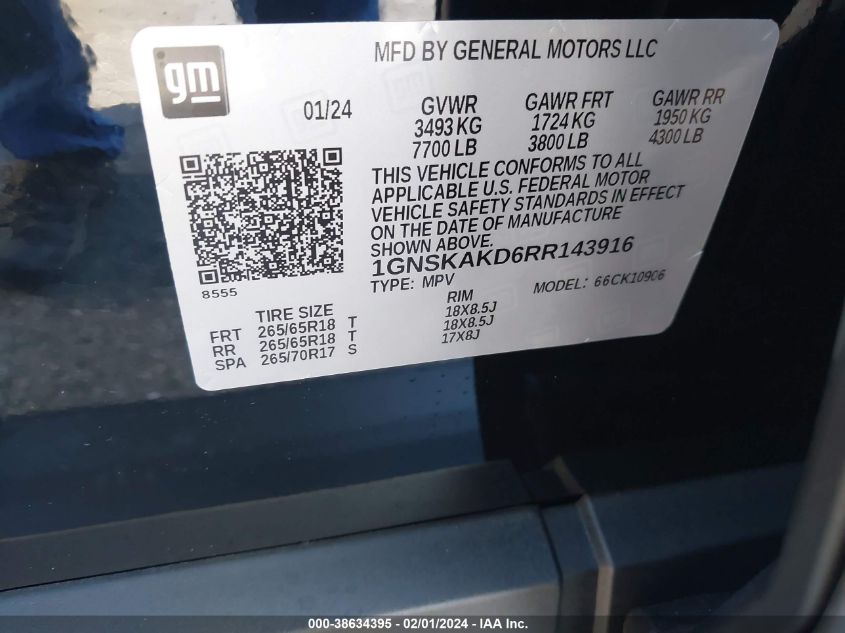 gm
MFD BY GENERAL MOTORS LLC
01/24
GVWR GAWR FRT GAWR RR
3493 KG 1724 KG 1950 KG
7700 LB 3800 LB 4300 LB
THIS VEHICLE CONFORMS TO ALL
APPLICABLE U.S. FEDERAL MOTOR
VEHICLE SAFETY STANDARDS IN EFFECT
ON THE DATE OF MANUFACTURE
SHOWN ABOVE.
1GNSKAKD6RR143916
TYPE: MPV MODEL: 66CK10906
8555
TIRE SIZE RIM
FRT 265/65R18 T 18X8.5J
RR 265/65R18 T 18X8.5J
SPA 265/70R17 S 17X8J
000-38634395 - 02/01/2024 - IAAKD - Inc.